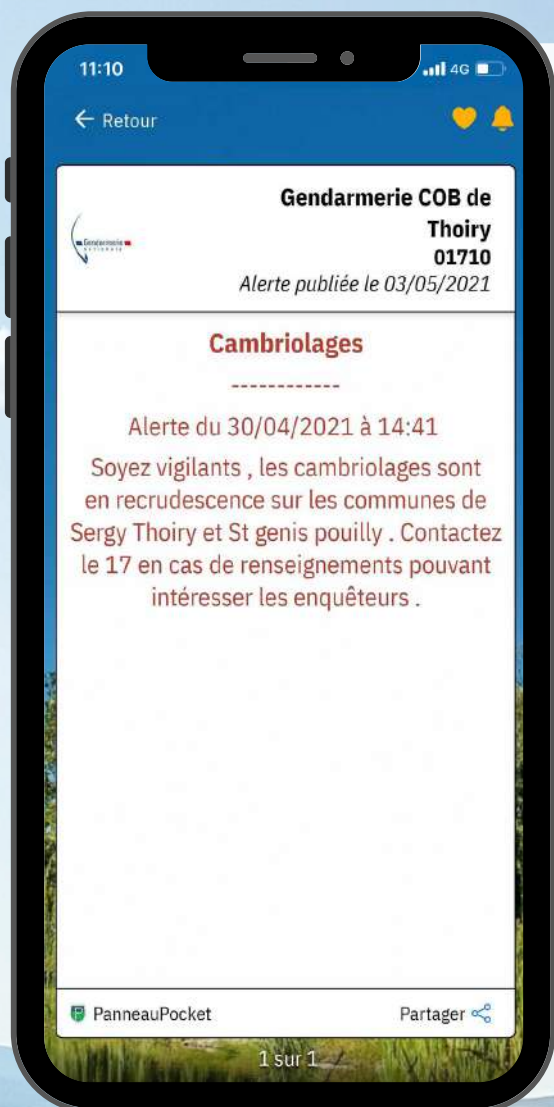 11:10
4G
← Retour
Gendarmerie
NATIONALE
Gendarmerie COB de
Thoiry
01710
Alerte publiée le 03/05/2021
Cambriolages
------------
Alerte du 30/04/2021 à 14:41
Soyez vigilants , les cambriolages sont
en recrudescence sur les communes de
Sergy Thoiry et St genis pouilly . Contactez
le 17 en cas de renseignements pouvant
intéresser les enquêteurs .
PanneauPocket
Partager
1 sur 1